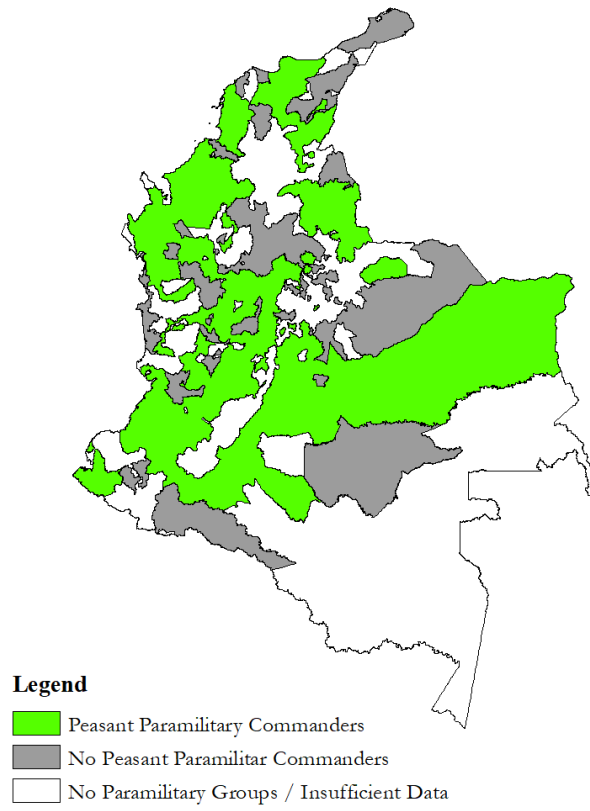 Legend
Peasant Paramilitary Commanders
No Peasant Paramilitar Commanders
No Paramilitary Groups / Insufficient Data